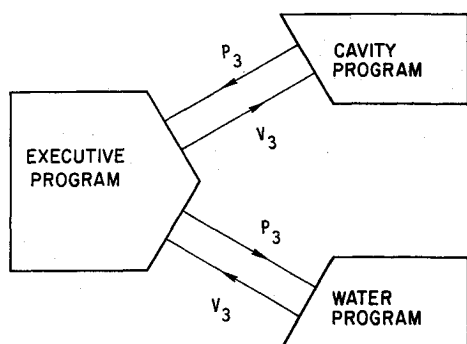 P3
CAVITY
PROGRAM
V3
EXECUTIVE
PROGRAM
P3
V3
WATER
PROGRAM